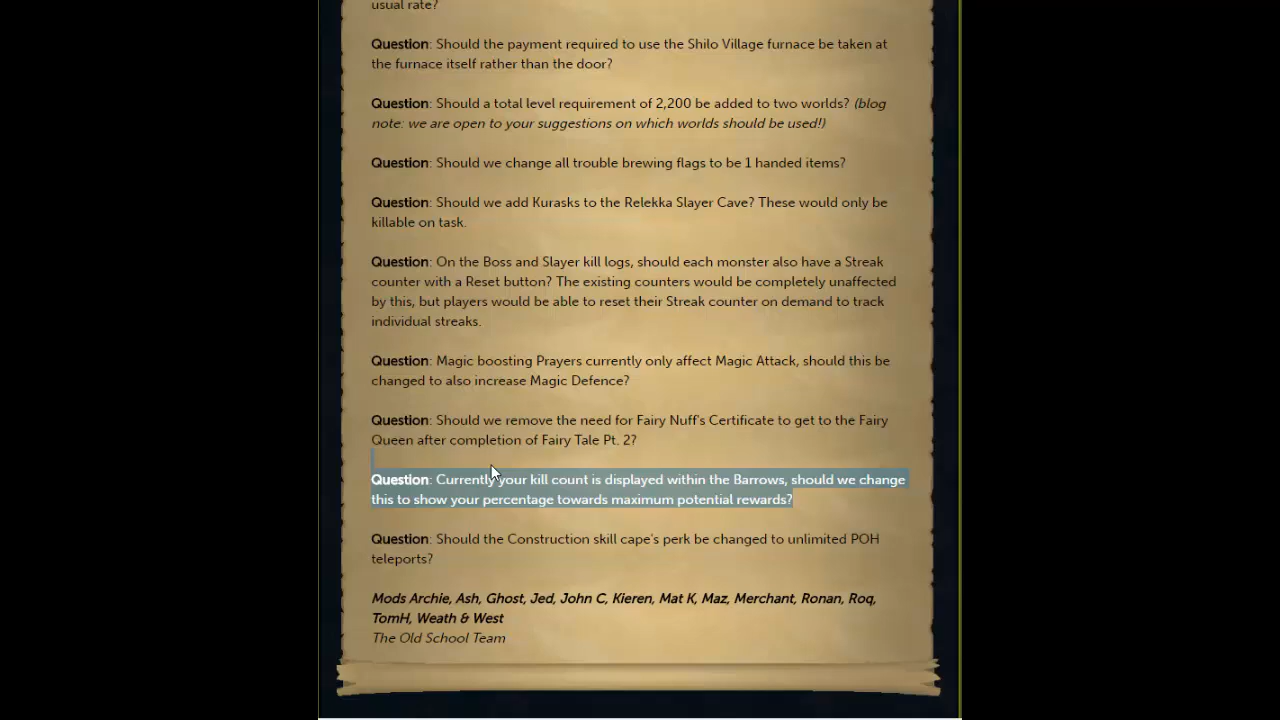 usual rate?
Question: Should the payment required to use the Shilo Village furnace be taken at
the furnace itself rather than the door?
Question: Should a total level requirement of 2,200 be added to two worlds? (blog
note: we are open to your suggestions on which worlds should be used!)
Question: Should we change all trouble brewing flags to be 1 handed items?
Question: Should we add Kurasks to the Relekka Slayer Cave? These would only be
killable on task.
Question: On the Boss and Slayer kill logs, should each monster also have a Streak
counter with a Reset button? The existing counters would be completely unaffected
by this, but players would be able to reset their Streak counter on demand to track
individual streaks.
Question: Magic boosting Prayers currently only affect Magic Attack, should this be
changed to also increase Magic Defence?
Question: Should we remove the need for Fairy Nuff's Certificate to get to the Fairy
Queen after completion of Fairy Tale Pt. 2?
Question: Currently your kill count is displayed within the Barrows, should we change
this to show your percentage towards maximum potential rewards?
Question: Should the Construction skill cape's perk be changed to unlimited POH
teleports?
Mods Archie, Ash, Ghost, Jed, John C, Kieren, Mat K, Maz, Merchant, Ronan, Roq,
TomH, Weath & West
The Old School Team